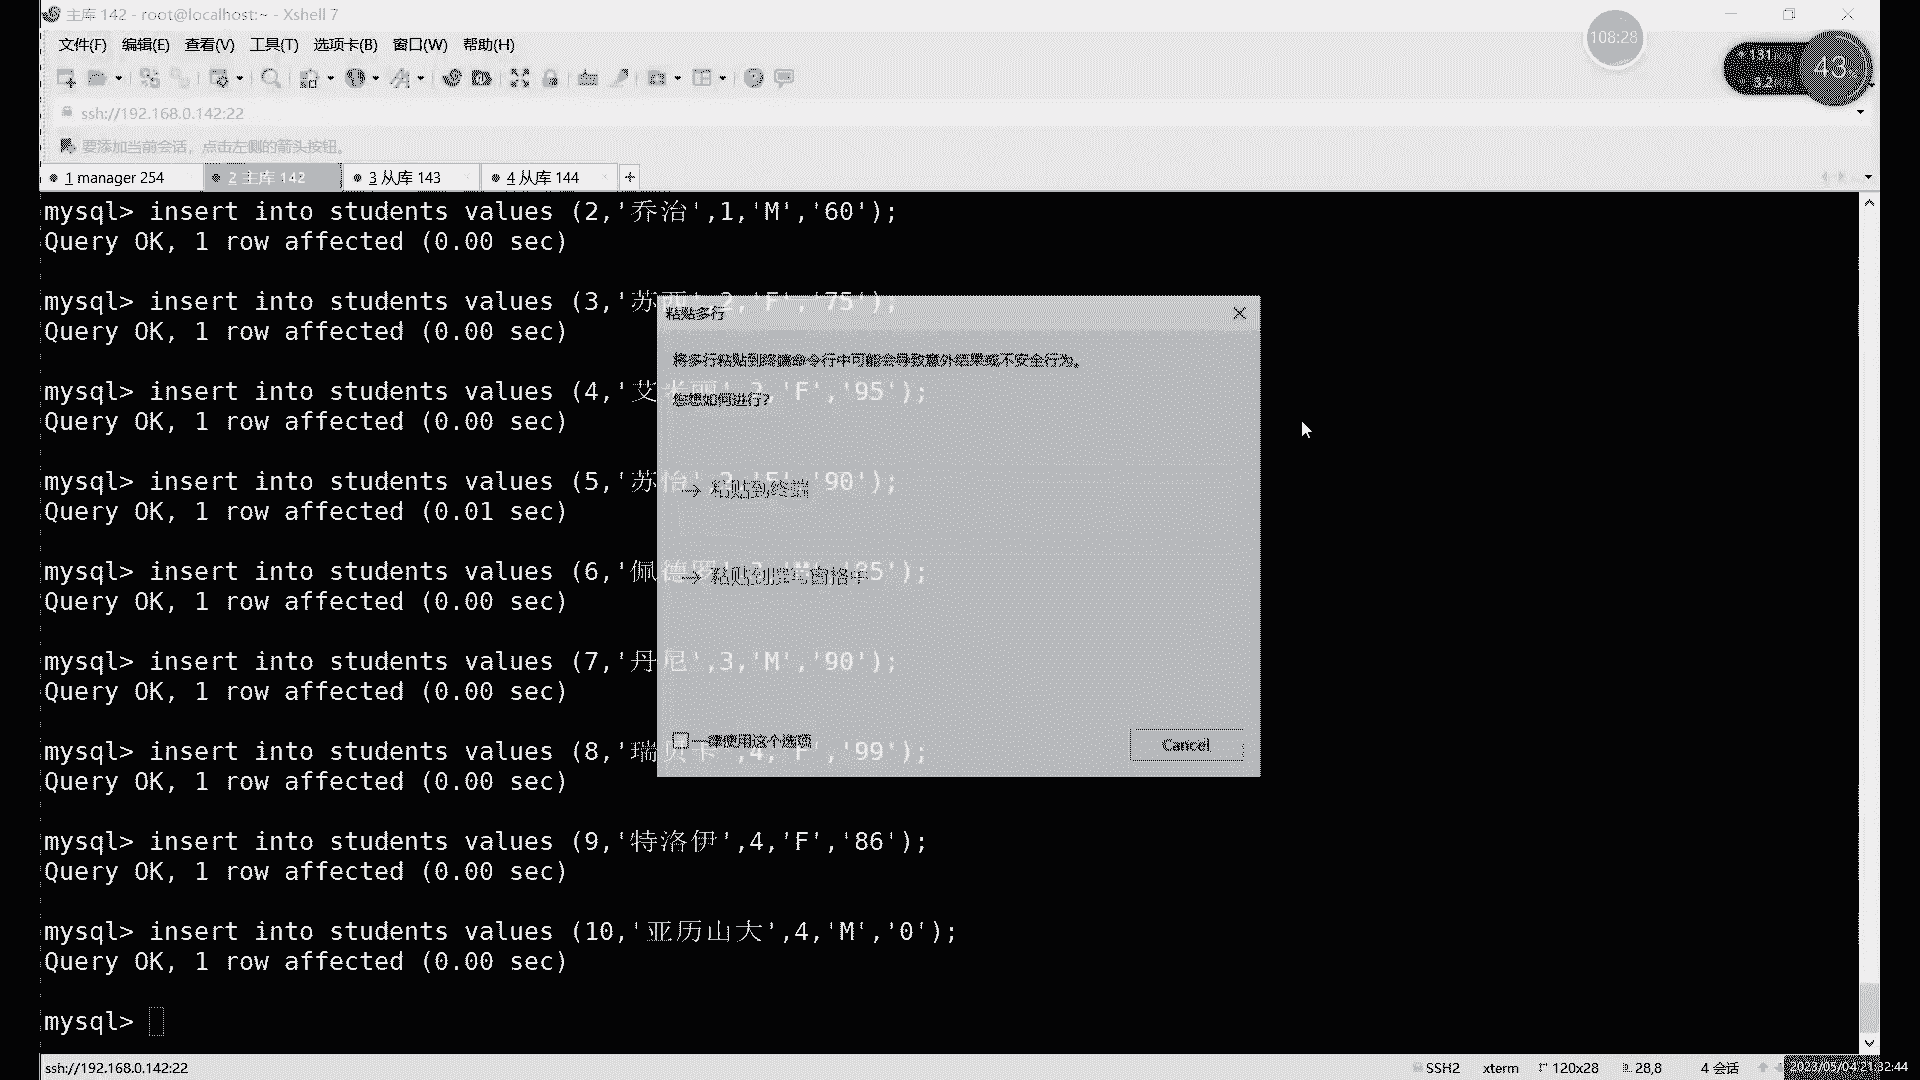 主库 142 - root@localhost:~ - Xshell 7
108:28
文件(F) 编辑(E) 查看(V) 工具(T) 选项卡(B) 窗口(W) 帮助(H)
43
ssh://192.168.0.142:22
要添加当前会话，点击左侧的箭头按钮。
1 manager 254
2 主库 142
3 从库 143
4 从库 144
+
mysql> insert into students values (2,'乔治',1,'M','60');
Query OK, 1 row affected (0.00 sec)
mysql> insert into students values (3,'苏西',2,'F','75');
Query OK, 1 row affected (0.00 sec)
mysql> insert into students values (4,'艾 'F','95');
Query OK, 1 row affected (0.00 sec)
mysql> insert into students values (5,'苏怡 '90');
Query OK, 1 row affected (0.01 sec)
mysql> insert into students values (6,'佩德 85');
Query OK, 1 row affected (0.00 sec)
mysql> insert into students values (7,'丹尼',3,'M','90');
Query OK, 1 row affected (0.00 sec)
mysql> insert into students values (8,'瑞贝卡',4,'F','99');
Query OK, 1 row affected (0.00 sec)
mysql> insert into students values (9,'特洛伊',4,'F','86');
Query OK, 1 row affected (0.00 sec)
mysql> insert into students values (10,'亚历山大',4,'M','0');
Query OK, 1 row affected (0.00 sec)
mysql>
粘贴多行
将多行粘贴到终端命令行中可能会导致意外结果或不安全行为。
您想如何进行?
→ 粘贴到终端
→ 粘贴到撰写窗格中
一律使用这个选项
Cancel
ssh://192.168.0.142:22
SSH2 xterm 120x28 28,8 4 会话
2023/05/04 21:32:44